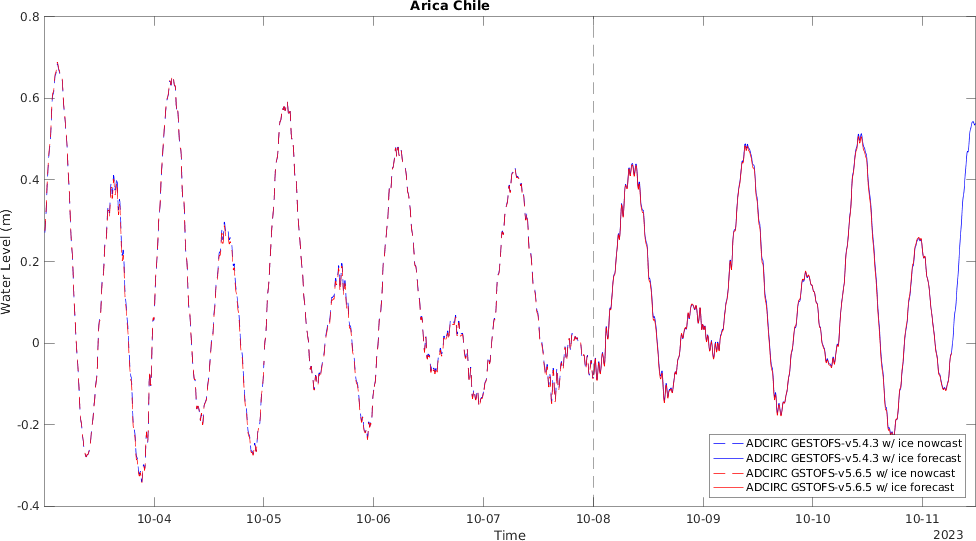 Arica Chile
0.8
0.6
0.4
0.2
0
-0.2
-0.4
Water Level (m)
ADCIRC GESTOFS-v5.4.3 w/ ice nowcast
ADCIRC GESTOFS-v5.4.3 w/ ice forecast
ADCIRC GSTOFS-v5.6.5 w/ ice nowcast
ADCIRC GSTOFS-v5.6.5 w/ ice forecast
10-04 10-05 10-06 10-07 10-08 10-09 10-10 10-11
Time
2023